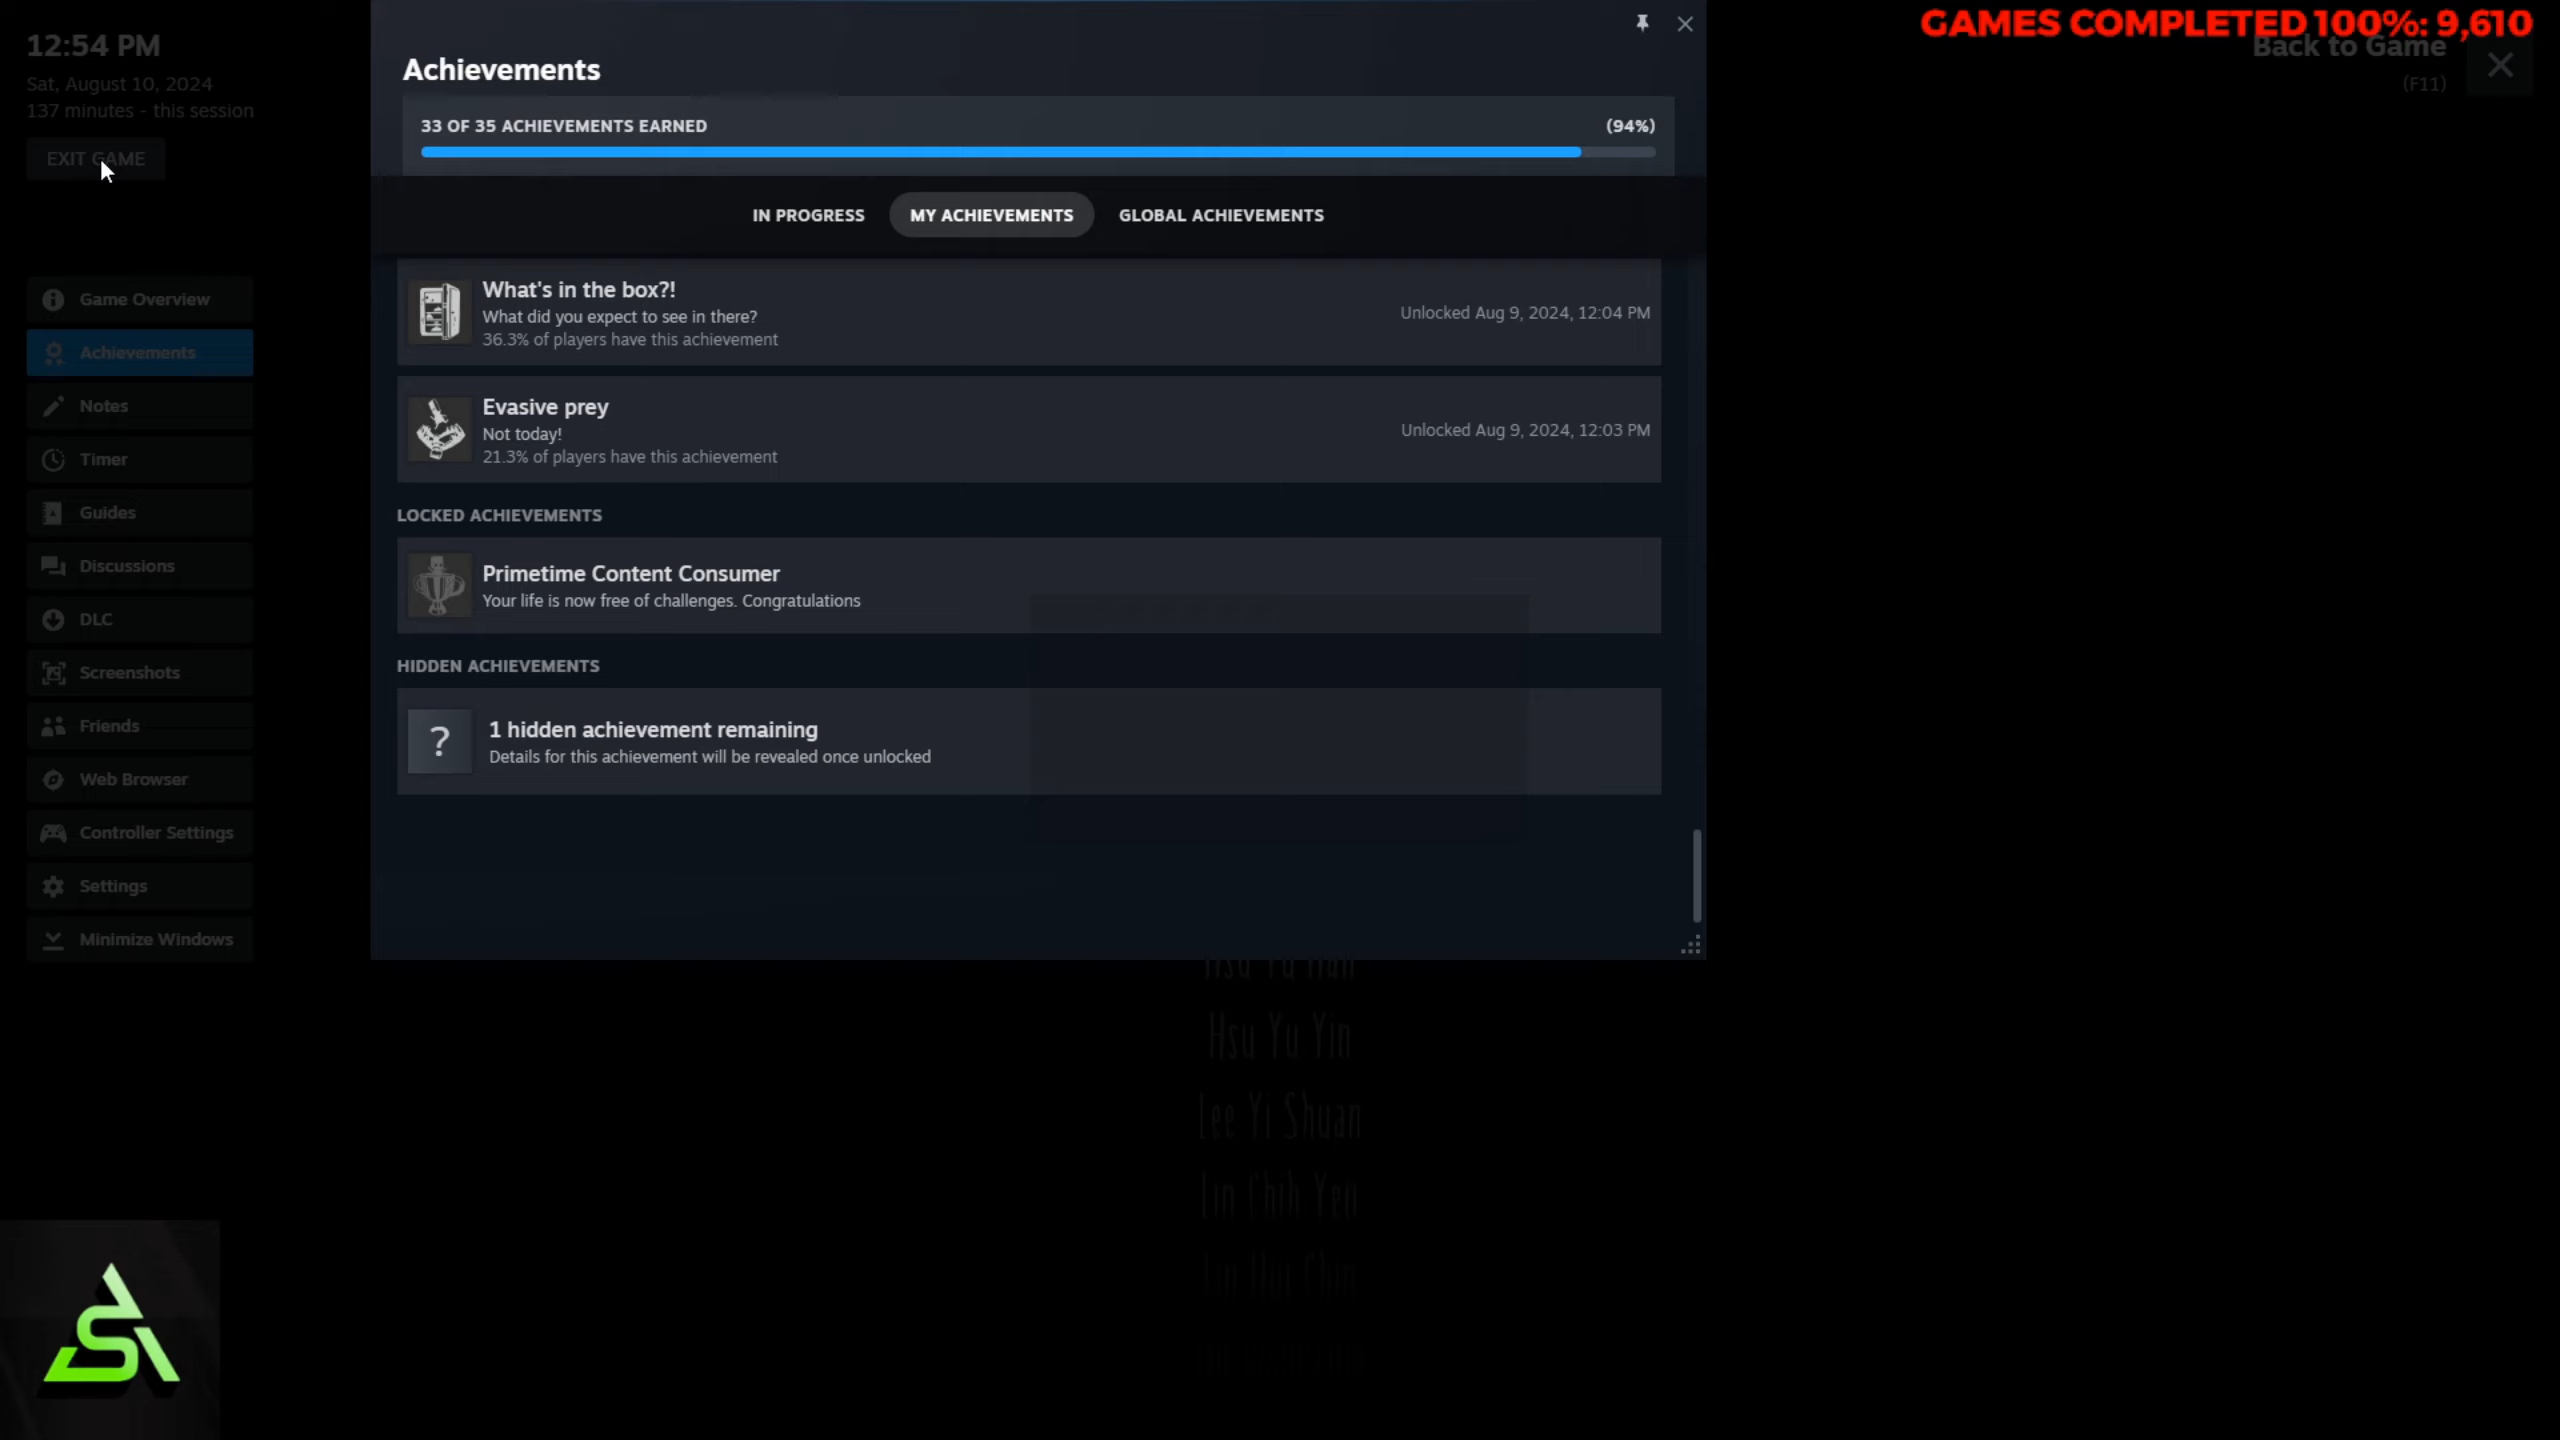 GAMES COMPLETED 100%: 9,610
12:54 PM
Sat, August 10, 2024
137 minutes - this session
EXIT GAME
Back to Game
(F11)
Game Overview
Achievements
Notes
Timer
Guides
Discussions
DLC
Screenshots
Friends
Web Browser
Controller Settings
Settings
Minimize Windows
Achievements
33 OF 35 ACHIEVEMENTS EARNED
(94%)
IN PROGRESS
MY ACHIEVEMENTS
GLOBAL ACHIEVEMENTS
What's in the box?!
What did you expect to see in there?
36.3% of players have this achievement
Unlocked Aug 9, 2024, 12:04 PM
Evasive prey
Not today!
21.3% of players have this achievement
Unlocked Aug 9, 2024, 12:03 PM
LOCKED ACHIEVEMENTS
Primetime Content Consumer
Your life is now free of challenges. Congratulations
HIDDEN ACHIEVEMENTS
?
1 hidden achievement remaining
Details for this achievement will be revealed once unlocked
Hsu Yu Yin
Lee Yi Shuan
Lin Chih Yen